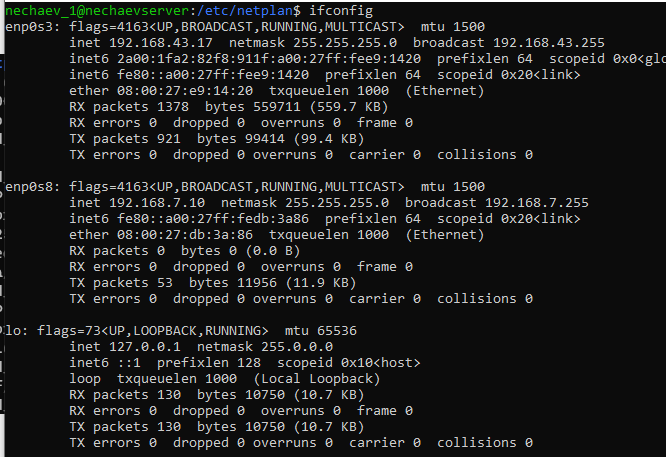 nechaev_1@nechaevserver:/etc/netplan$ ifconfig
enp0s3: flags=4163<UP,BROADCAST,RUNNING,MULTICAST>  mtu 1500
        inet 192.168.43.17  netmask 255.255.255.0  broadcast 192.168.43.255
        inet6 2a00:1fa2:82f8:911f:a00:27ff:fee9:1420  prefixlen 64  scopeid 0x0<glo
        inet6 fe80::a00:27ff:fee9:1420  prefixlen 64  scopeid 0x20<link>
        ether 08:00:27:e9:14:20  txqueuelen 1000  (Ethernet)
        RX packets 1378  bytes 559711 (559.7 KB)
        RX errors 0  dropped 0  overruns 0  frame 0
        TX packets 921  bytes 99414 (99.4 KB)
        TX errors 0  dropped 0 overruns 0  carrier 0  collisions 0

enp0s8: flags=4163<UP,BROADCAST,RUNNING,MULTICAST>  mtu 1500
        inet 192.168.7.10  netmask 255.255.255.0  broadcast 192.168.7.255
        inet6 fe80::a00:27ff:fedb:3a86  prefixlen 64  scopeid 0x20<link>
        ether 08:00:27:db:3a:86  txqueuelen 1000  (Ethernet)
        RX packets 0  bytes 0 (0.0 B)
        RX errors 0  dropped 0  overruns 0  frame 0
        TX packets 53  bytes 11956 (11.9 KB)
        TX errors 0  dropped 0 overruns 0  carrier 0  collisions 0

lo: flags=73<UP,LOOPBACK,RUNNING>  mtu 65536
        inet 127.0.0.1  netmask 255.0.0.0
        inet6 ::1  prefixlen 128  scopeid 0x10<host>
        loop  txqueuelen 1000  (Local Loopback)
        RX packets 130  bytes 10750 (10.7 KB)
        RX errors 0  dropped 0  overruns 0  frame 0
        TX packets 130  bytes 10750 (10.7 KB)
        TX errors 0  dropped 0 overruns 0  carrier 0  collisions 0